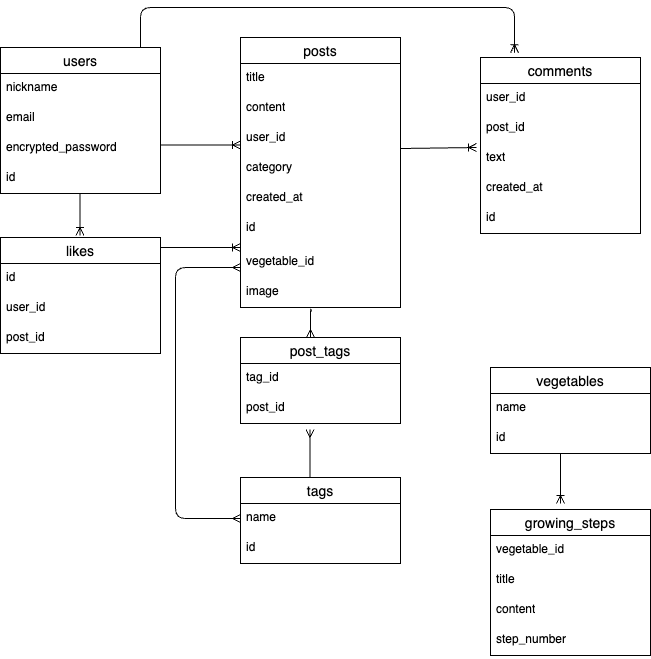 users
nickname
email
encrypted_password
id
likes
id
user_id
post_id
posts
title
content
user_id
category
created_at
id
vegetable_id
image
post_tags
tag_id
post_id
tags
name
id
comments
user_id
post_id
text
created_at
id
vegetables
name
id
growing_steps
vegetable_id
title
content
step_number